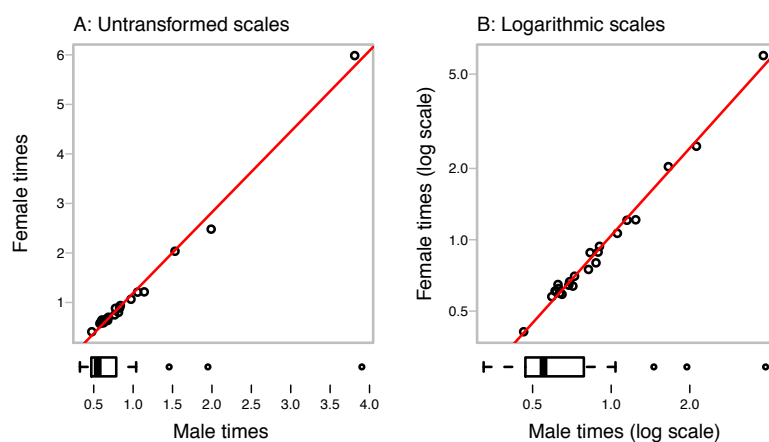 A: Untransformed scales
6
5
4
3
2
1
Female times
0.5 1.0 1.5 2.0 2.5 3.0 3.5 4.0
Male times
B: Logarithmic scales
5.0
2.0
1.0
0.5
Female times (log scale)
0.5 1.0 2.0
Male times (log scale)